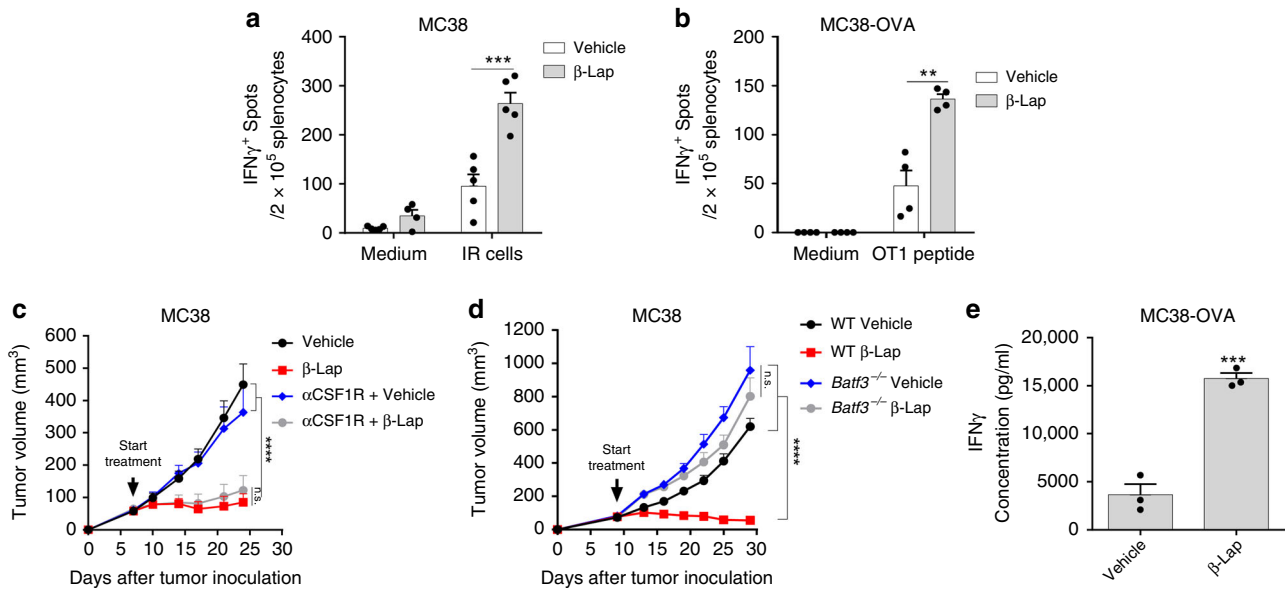 a
MC38
IFNγ⁺ Spots
/2 × 10⁵ splenocytes
400
300
200
100
0
Medium
IR cells
***
Vehicle
β-Lap
b
MC38-OVA
IFNγ⁺ Spots
/2 × 10⁵ splenocytes
200
150
100
50
0
Medium
OT1 peptide
**
Vehicle
β-Lap
c
MC38
Tumor volume (mm³)
600
500
400
300
200
100
0
Start
treatment
0 5 10 15 20 25 30
Days after tumor inoculation
Vehicle
β-Lap
αCSF1R + Vehicle
αCSF1R + β-Lap
****
n.s.
d
MC38
Tumor volume (mm³)
1200
1000
800
600
400
200
0
Start
treatment
0 5 10 15 20 25 30
Days after tumor inoculation
WT Vehicle
WT β-Lap
Batf3⁻/⁻ Vehicle
Batf3⁻/⁻ β-Lap
n.s.
****
e
MC38-OVA
IFNγ
Concentration (pg/ml)
20,000
15,000
10,000
5000
0
***
Vehicle
β-Lap